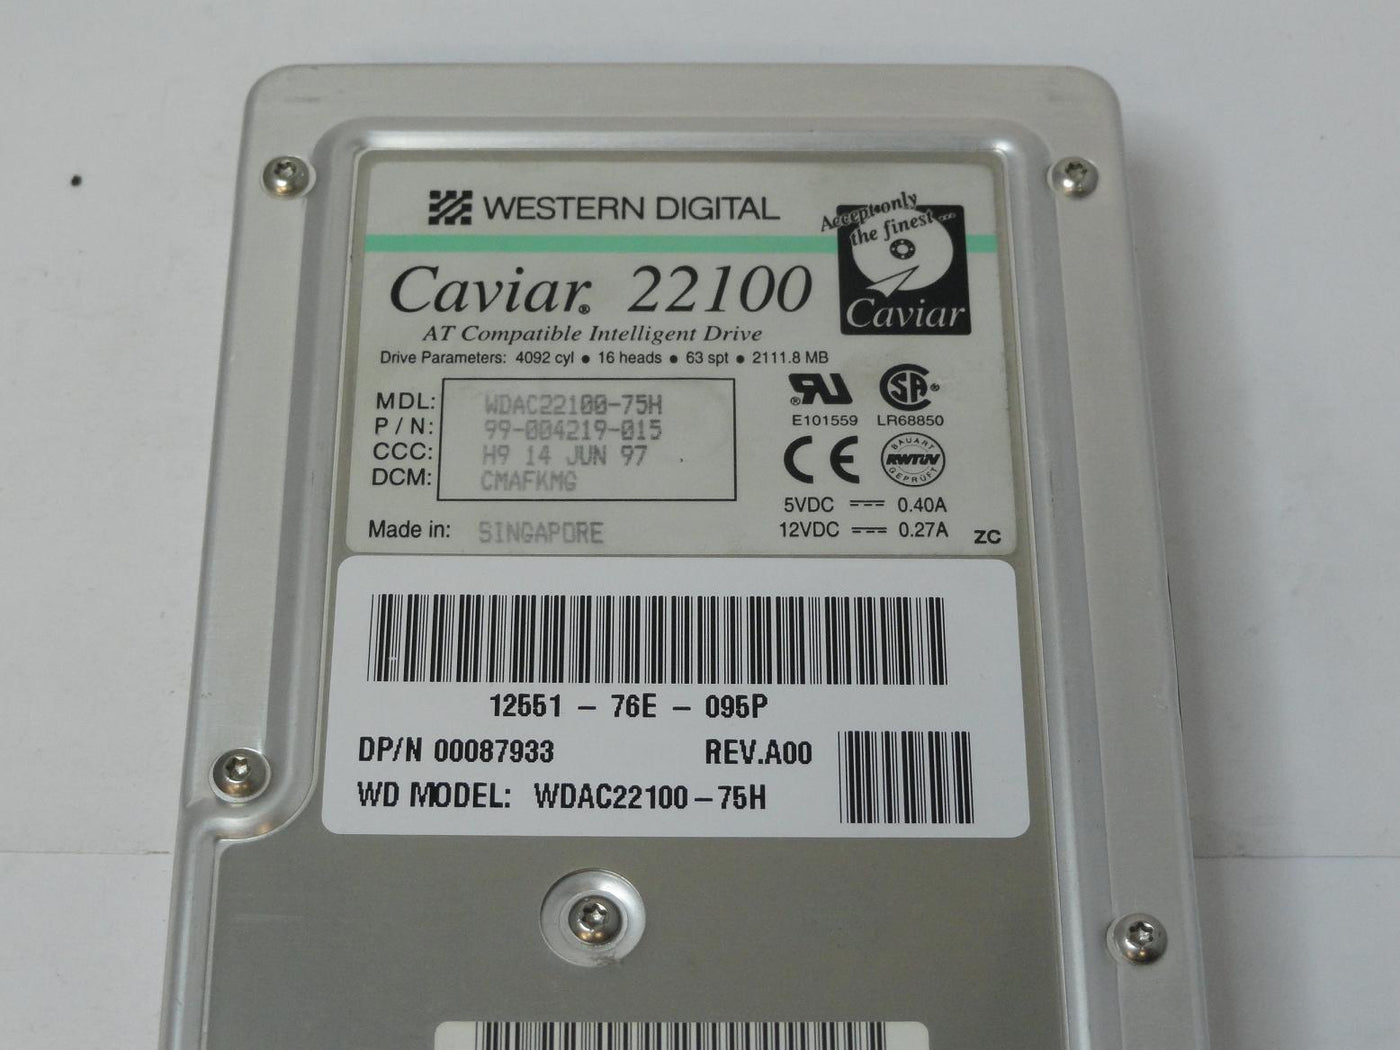 WESTERN DIGITAL
Accept only
the finest...
Caviar® 22100
Caviar
AT Compatible Intelligent Drive
Drive Parameters: 4092 cyl • 16 heads • 63 spt • 2111.8 MB
MDL: WDAC22100-75H
P/N: 99-004219-015
CCC: H9 14 JUN 97
DCM: CMAFKMG
E101559 LR68850
BAUART
RWTÜV
GEPRÜFT
5VDC 0.40A
12VDC 0.27A
ZC
Made in: SINGAPORE
12551 - 76E - 095P
DP/N 00087933 REV.A00
WD MODEL: WDAC22100-75H